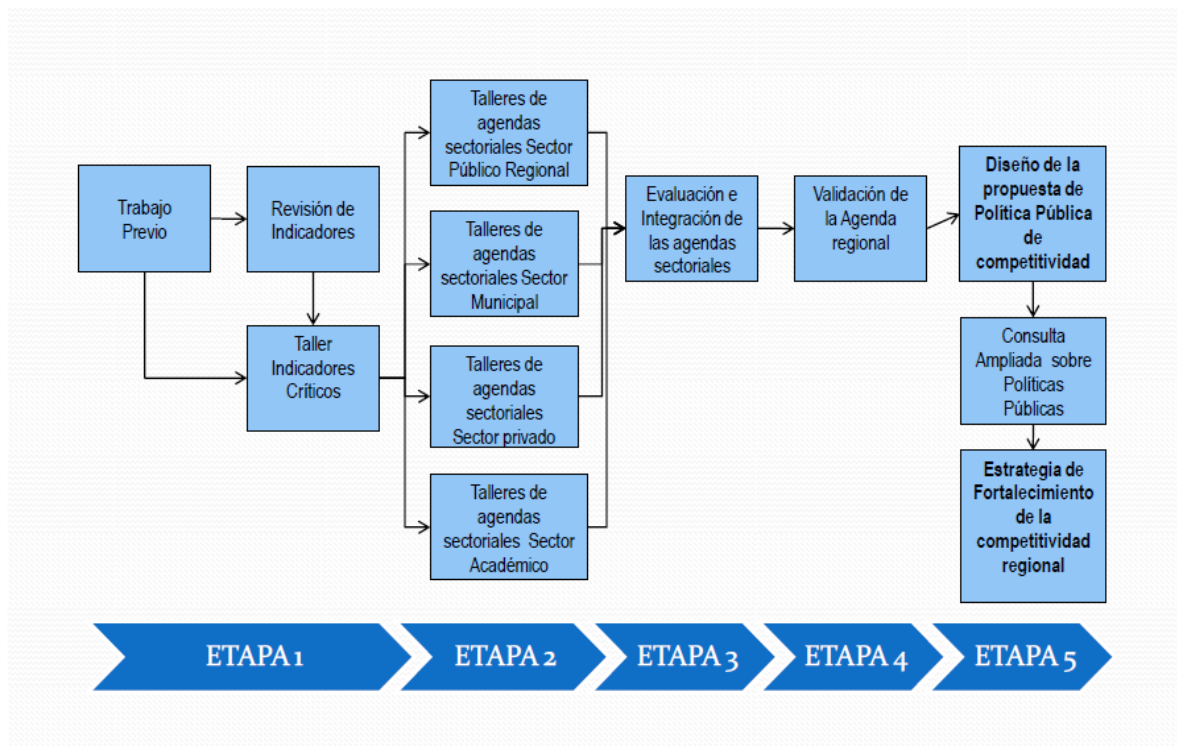 Trabajo
Previo
Revisión de
Indicadores
Taller
Indicadores
Críticos
Talleres de
agendas
sectoriales Sector
Público Regional
Talleres de
agendas
sectoriales Sector
Municipal
Talleres de
agendas
sectoriales
Sector privado
Talleres de
agendas
sectoriales Sector
Académico
Evaluación e
Integración de
las agendas
sectoriales
Validación de
la Agenda
regional
Diseño de la
propuesta de
Política Pública
de
competitividad
Consulta
Ampliada sobre
Políticas
Públicas
Estrategia de
Fortalecimiento
de la
competitividad
regional
ETAPA 1
ETAPA 2
ETAPA 3
ETAPA 4
ETAPA 5